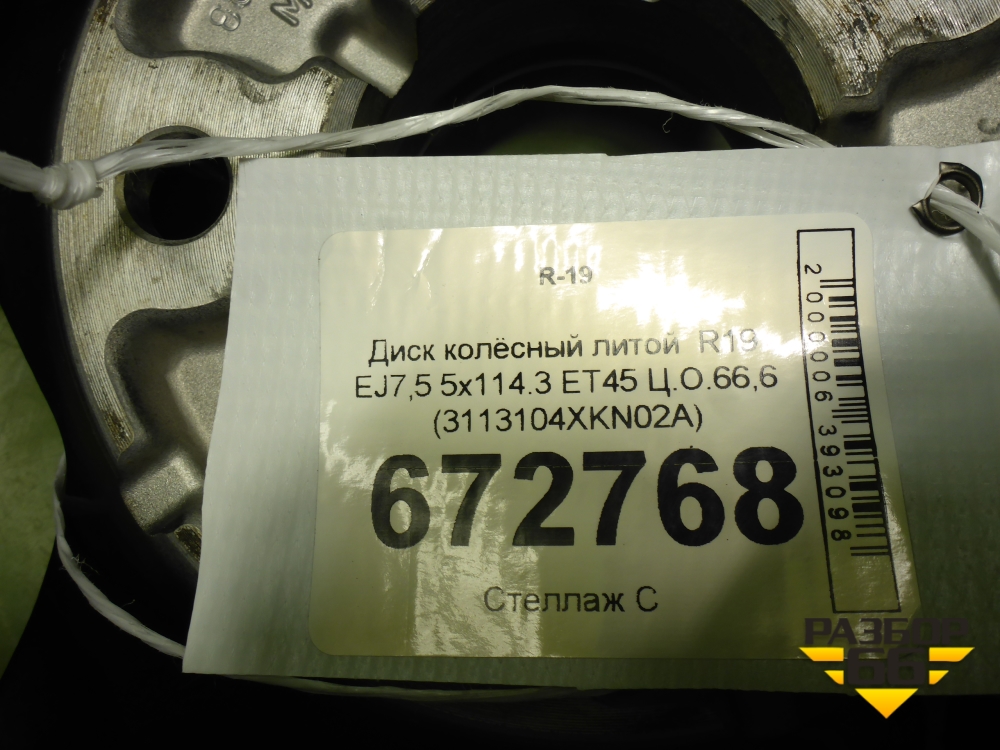 R-19
Диск колёсный литой R19
EJ7,5 5x114.3 ET45 Ц.О.66,6
(3113104XKN02A)
672768
Стеллаж С
2000006393098
РАЗБОР
66